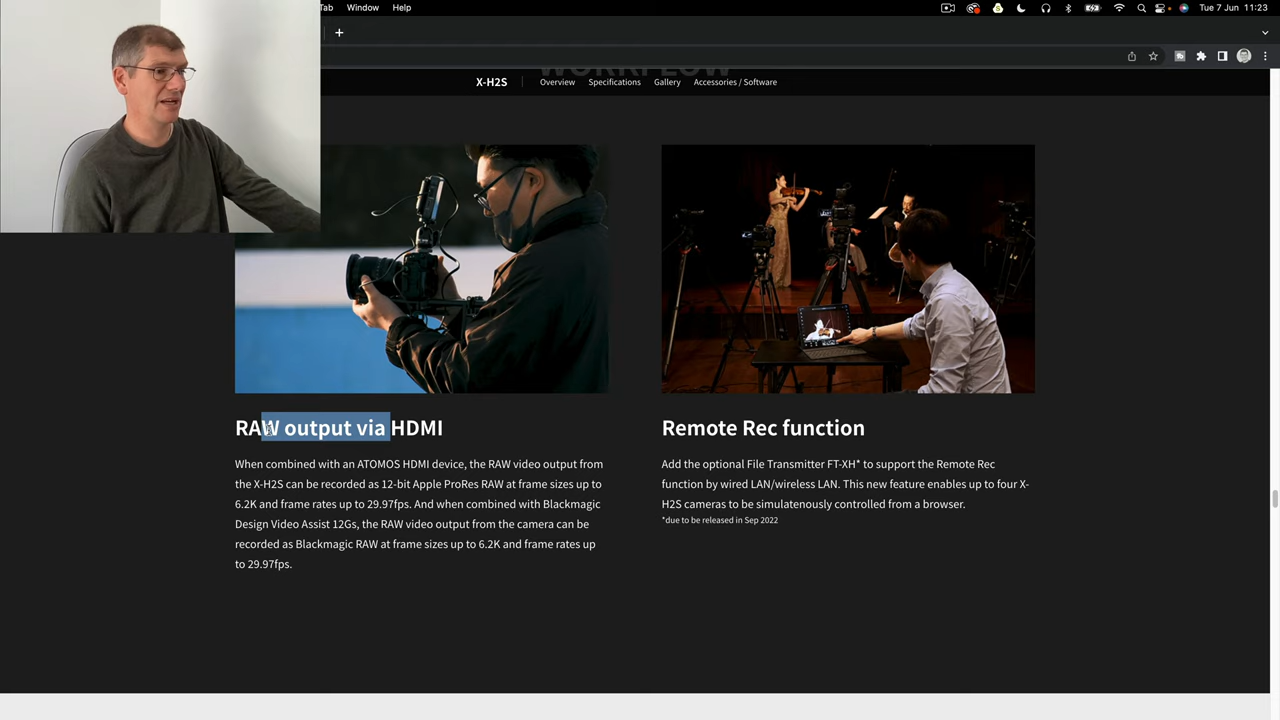 Tab Window Help Tue 7 Jun 11:23
WORKFLOW
X-H2S Overview Specifications Gallery Accessories / Software
RAW output via HDMI
When combined with an ATOMOS HDMI device, the RAW video output from
the X-H2S can be recorded as 12-bit Apple ProRes RAW at frame sizes up to
6.2K and frame rates up to 29.97fps. And when combined with Blackmagic
Design Video Assist 12Gs, the RAW video output from the camera can be
recorded as Blackmagic RAW at frame sizes up to 6.2K and frame rates up
to 29.97fps.
Remote Rec function
Add the optional File Transmitter FT-XH* to support the Remote Rec
function by wired LAN/wireless LAN. This new feature enables up to four X-
H2S cameras to be simulatenously controlled from a browser.
*due to be released in Sep 2022